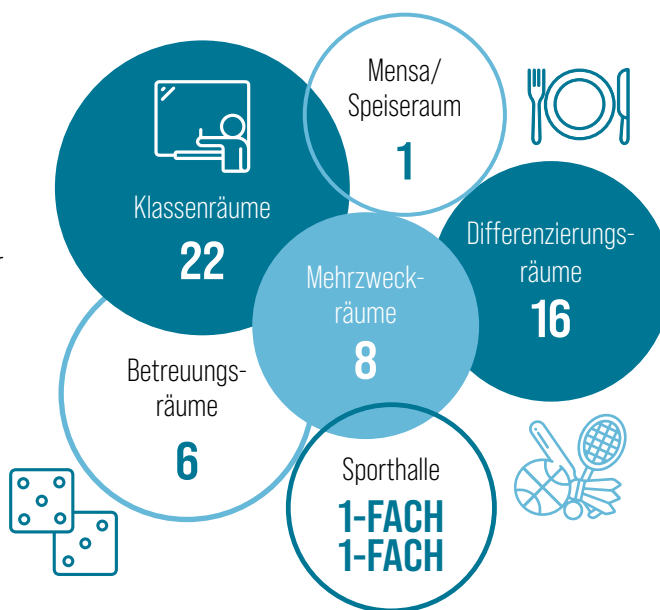 Mensa/
Speiseraum
1
Klassenräume
22
Differenzierungs-
räume
16
r
Mehrzweck-
räume
8
Betreuungs-
räume
6
Sporthalle
1-FACH
1-FACH